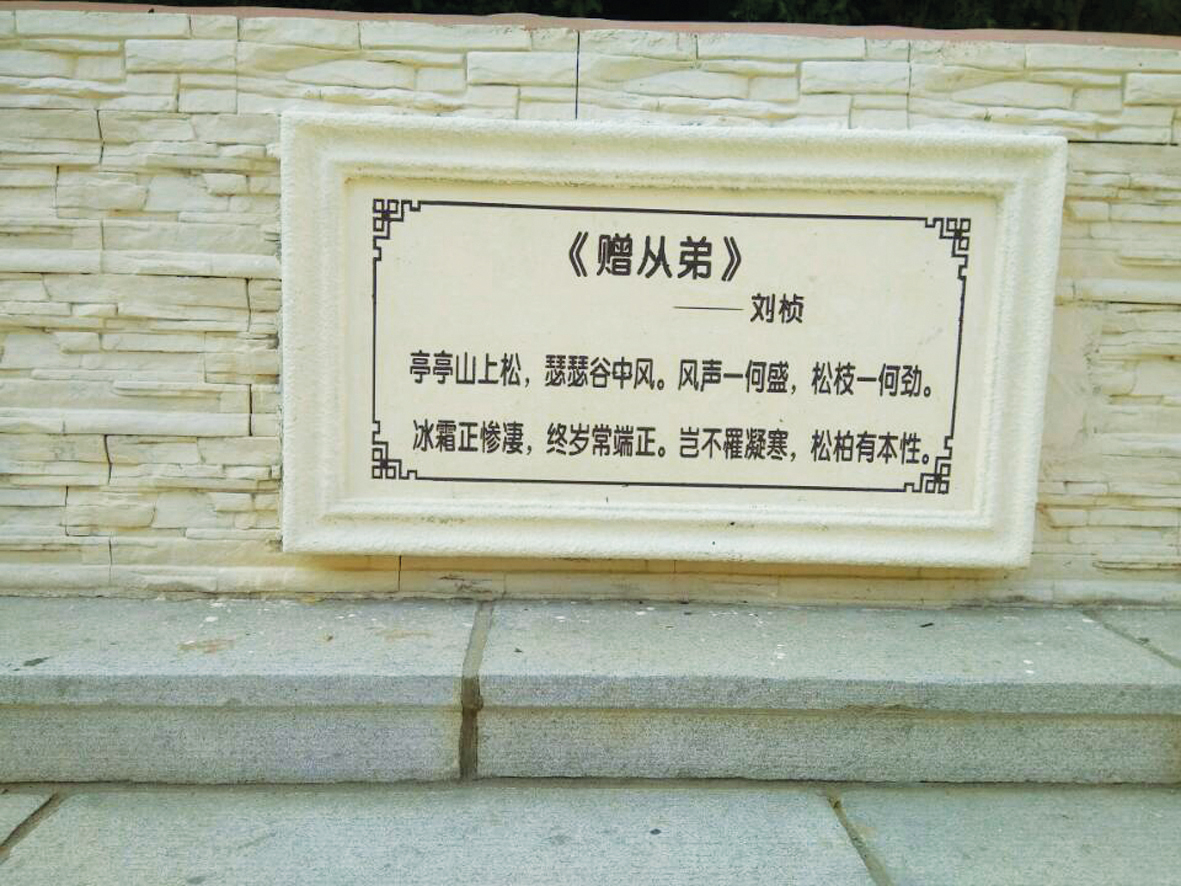 《赠从弟》
——刘桢
亭亭山上松，瑟瑟谷中风。风声一何盛，松枝一何劲。
冰霜正惨凄，终岁常端正。岂不罹凝寒，松柏有本性。